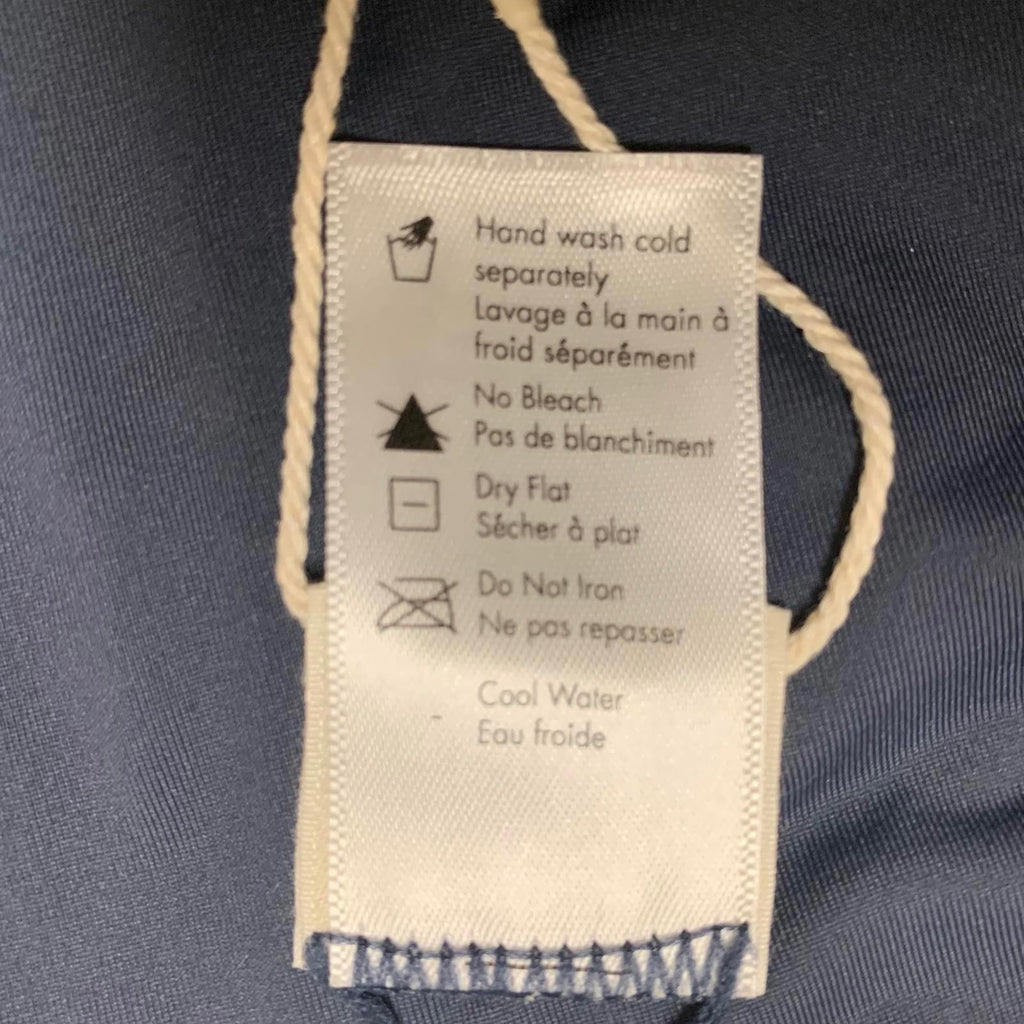 Hand wash cold
separately
Lavage à la main à
froid séparément
No Bleach
Pas de blanchiment
Dry Flat
Sécher à plat
Do Not Iron
Ne pas repasser
Cool Water
Eau froide